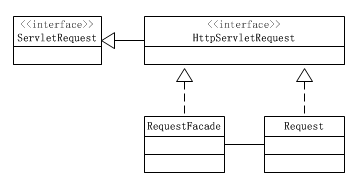 <<interface>>
ServletRequest
<<interface>>
HttpServletRequest
RequestFacade
Request